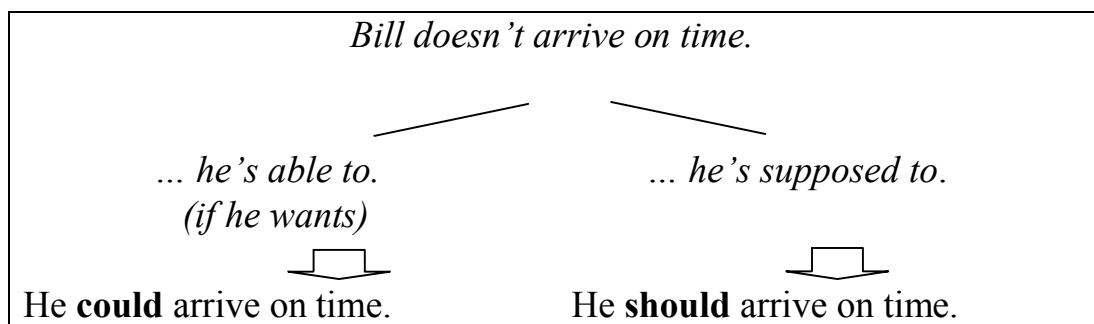 Bill doesn’t arrive on time.
... he’s able to. ... he’s supposed to.
(if he wants)
He could arrive on time. He should arrive on time.